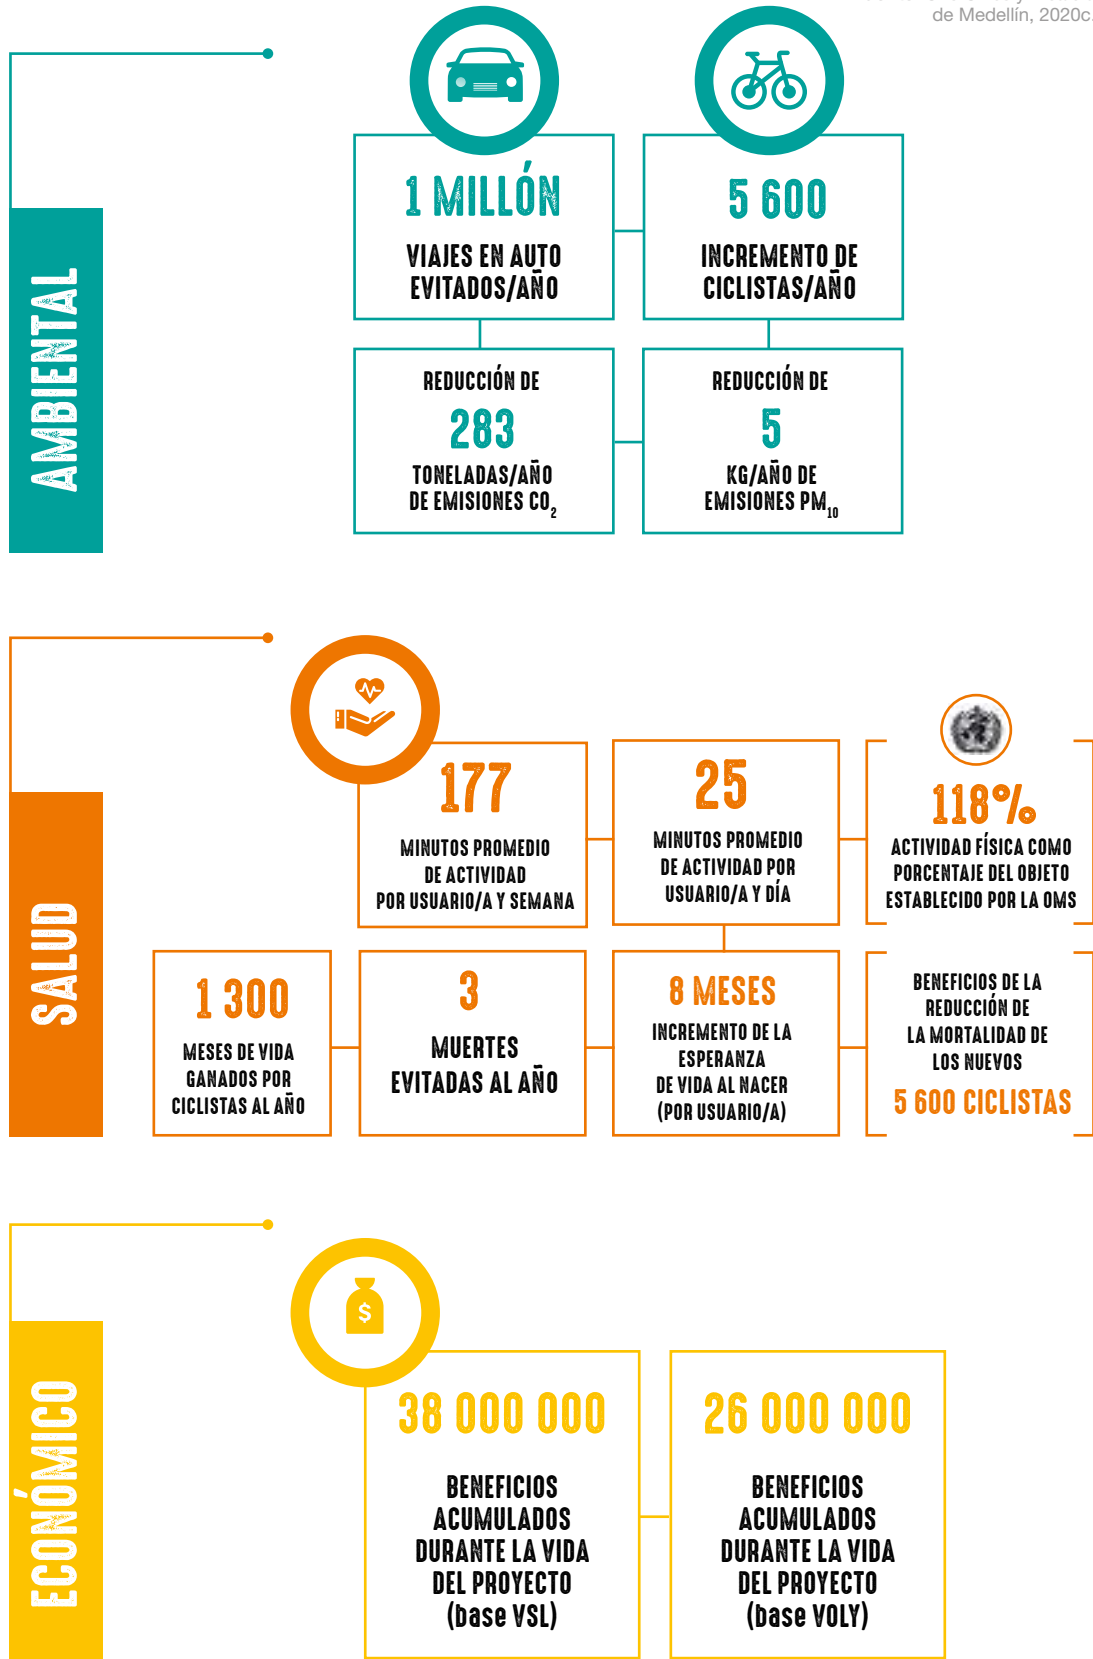 de Medellín, 2020c.
AMBIENTAL
1 MILLÓN
VIAJES EN AUTO
EVITADOS/AÑO
5 600
INCREMENTO DE
CICLISTAS/AÑO
REDUCCIÓN DE
283
TONELADAS/AÑO
DE EMISIONES CO₂
REDUCCIÓN DE
5
KG/AÑO DE
EMISIONES PM₁₀
SALUD
177
MINUTOS PROMEDIO
DE ACTIVIDAD
POR USUARIO/A Y SEMANA
25
MINUTOS PROMEDIO
DE ACTIVIDAD POR
USUARIO/A Y DÍA
118%
ACTIVIDAD FÍSICA COMO
PORCENTAJE DEL OBJETO
ESTABLECIDO POR LA OMS
1 300
MESES DE VIDA
GANADOS POR
CICLISTAS AL AÑO
3
MUERTES
EVITADAS AL AÑO
8 MESES
INCREMENTO DE LA
ESPERANZA
DE VIDA AL NACER
(POR USUARIO/A)
BENEFICIOS DE LA
REDUCCIÓN DE
LA MORTALIDAD DE
LOS NUEVOS
5 600 CICLISTAS
ECONÓMICO
$
38 000 000
BENEFICIOS
ACUMULADOS
DURANTE LA VIDA
DEL PROYECTO
(base VSL)
26 000 000
BENEFICIOS
ACUMULADOS
DURANTE LA VIDA
DEL PROYECTO
(base VOLY)